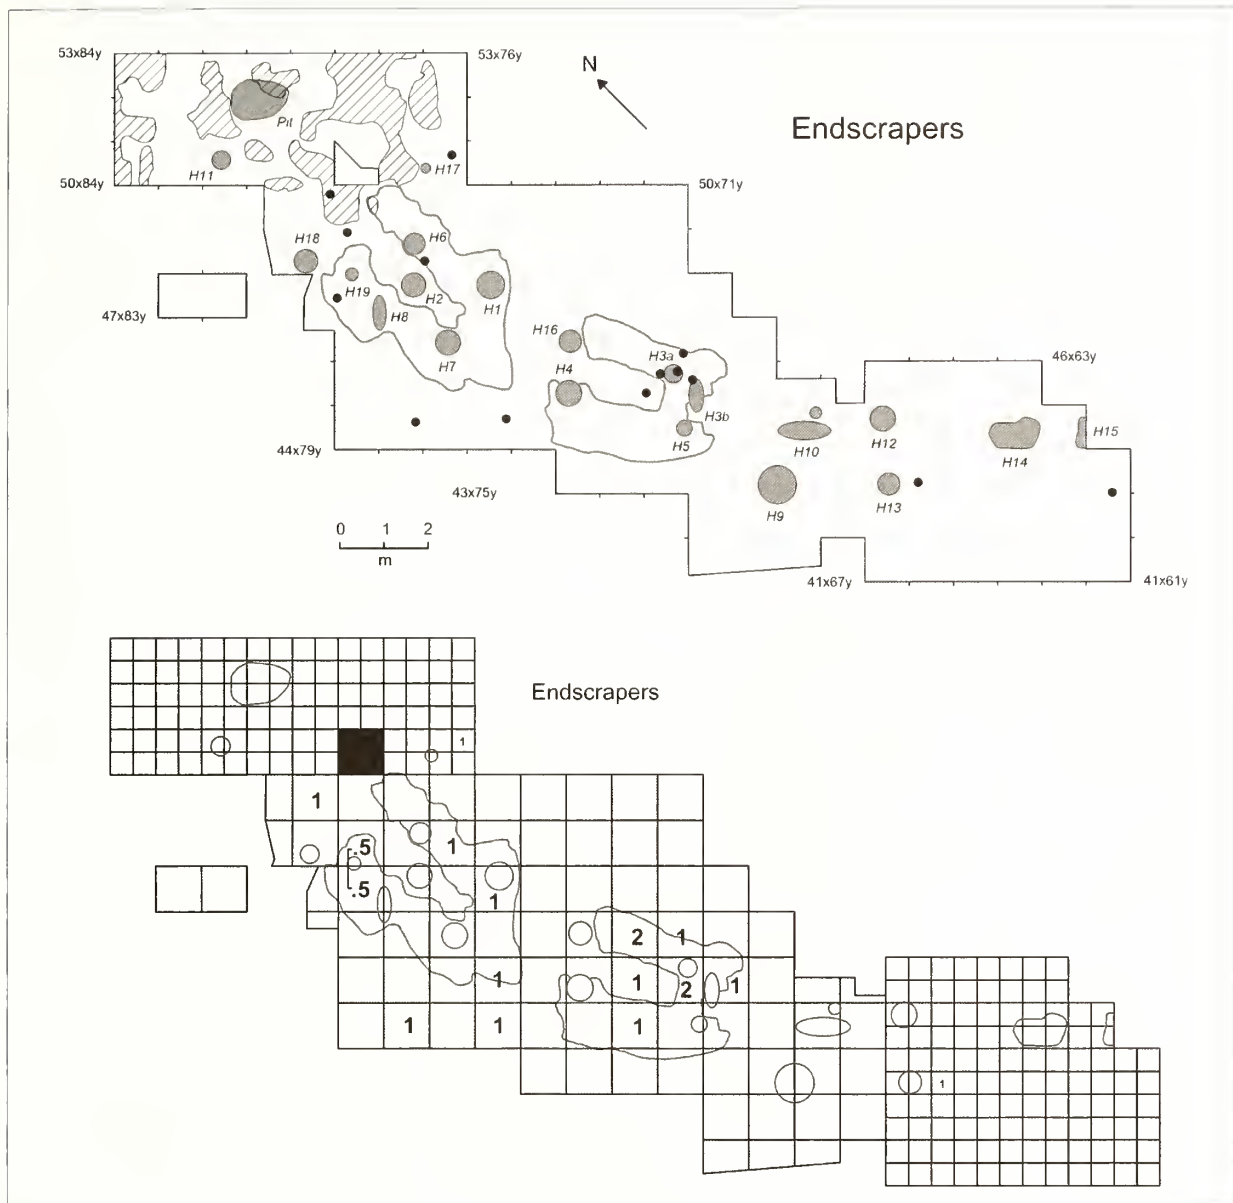 53x84y
53x76y
N
Endscrapers
Pit
H11
H17
50x84y
50x71y
H18
H6
H19
H2
H1
47x83y
H8
H16
H7
H3a
46x63y
H4
H3b
H10
H12
H14
H15
H5
44x79y
43x75y
H9
H13
0 1 2
m
41x67y
41x61y
Endscrapers
1
1
.5
1
.5
1
2 1
1 1 2 1
1 1 1
1